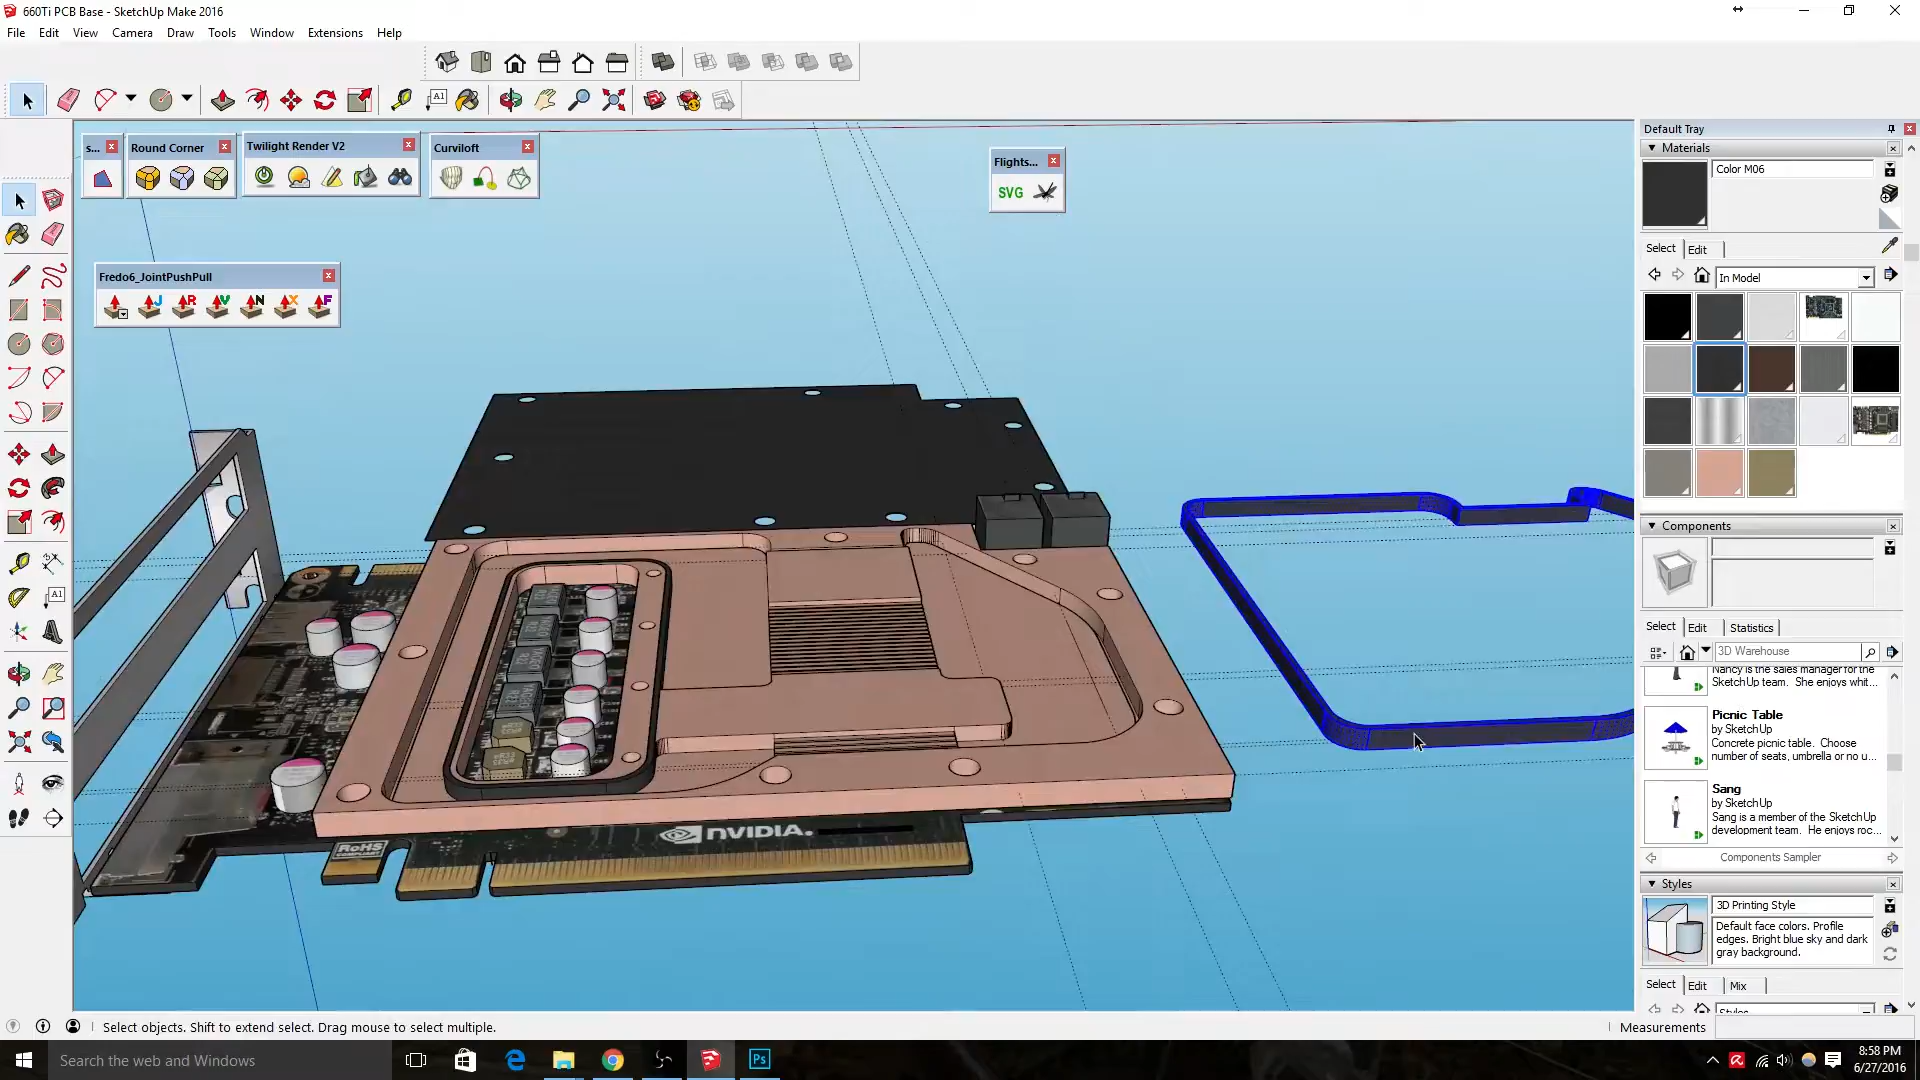 660Ti PCB Base - SketchUp Make 2016
File Edit View Camera Draw Tools Window Extensions Help
A1
Default Tray
Materials
s...
Round Corner
Twilight Render V2
Curviloft
Flights...
SVG
Color M06
Select Edit
In Model
Fredo6_JointPushPull
J R V N X F
A1
Components
Select Edit Statistics
3D Warehouse
Nancy is the sales manager for the
SketchUp team. She enjoys whit...
Picnic Table
by SketchUp
Concrete picnic table. Choose
number of seats, umbrella or no u...
Sang
by SketchUp
Sang is a member of the SketchUp
development team. He enjoys roc...
Components Sampler
Styles
3D Printing Style
Default face colors. Profile
edges. Bright blue sky and dark
gray background.
Select Edit Mix
Styles
NVIDIA.
RoHS
COMPLIANT
Select objects. Shift to extend select. Drag mouse to select multiple.
Measurements
Search the web and Windows
Ps
8:58 PM
6/27/2016